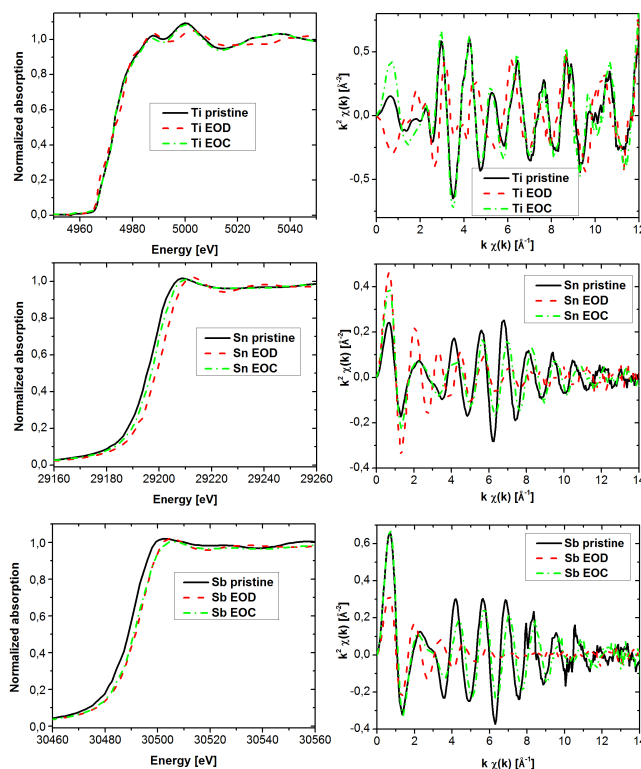 Normalized absorption
1,0
0,8
0,6
0,4
0,2
0,0
Ti pristine
Ti EOD
Ti EOC
4960 4980 5000 5020 5040
Energy [eV]
k² χ(k) [Å⁻²]
0,5
0,0
-0,5
Ti pristine
Ti EOD
Ti EOC
0 2 4 6 8 10 12
k χ(k) [Å⁻¹]
Normalized absorption
1,0
0,8
0,6
0,4
0,2
0,0
Sn pristine
Sn EOD
Sn EOC
29160 29180 29200 29220 29240 29260
Energy [eV]
k² χ(k) [Å⁻²]
0,4
0,2
0,0
-0,2
-0,4
Sn pristine
Sn EOD
Sn EOC
0 2 4 6 8 10 12 14
k χ(k) [Å⁻¹]
Normalized absorption
1,0
0,8
0,6
0,4
0,2
0,0
Sb pristine
Sb EOD
Sb EOC
30460 30480 30500 30520 30540 30560
Energy [eV]
k² χ(k) [Å⁻²]
0,8
0,4
0,0
-0,4
Sb pristine
Sb EOD
Sb EOC
0 2 4 6 8 10 12 14
k χ(k) [Å⁻¹]